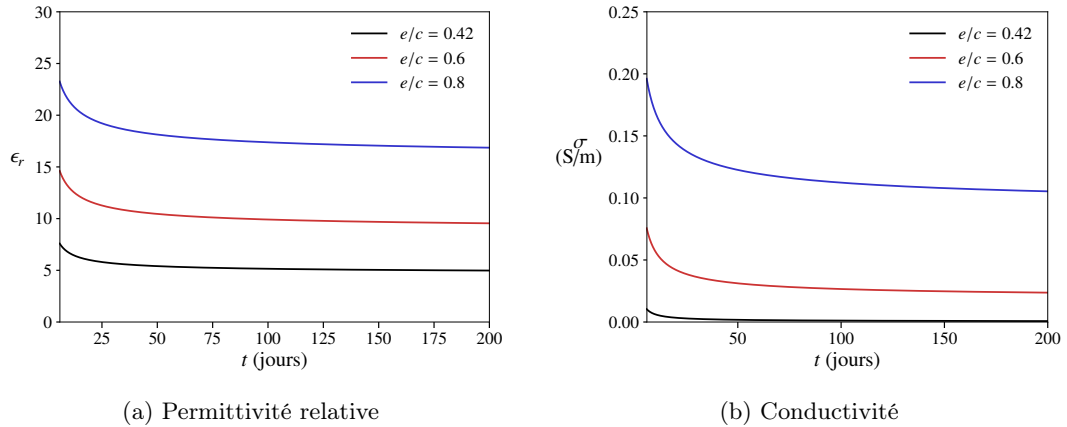 30
25
20
15
10
5
0
ϵr
e/c = 0.42
e/c = 0.6
e/c = 0.8
25 50 75 100 125 150 175 200
t (jours)
(a) Permittivité relative
0.25
0.20
0.15
0.10
0.05
0.00
σ
(S/m)
e/c = 0.42
e/c = 0.6
e/c = 0.8
50 100 150 200
t (jours)
(b) Conductivité